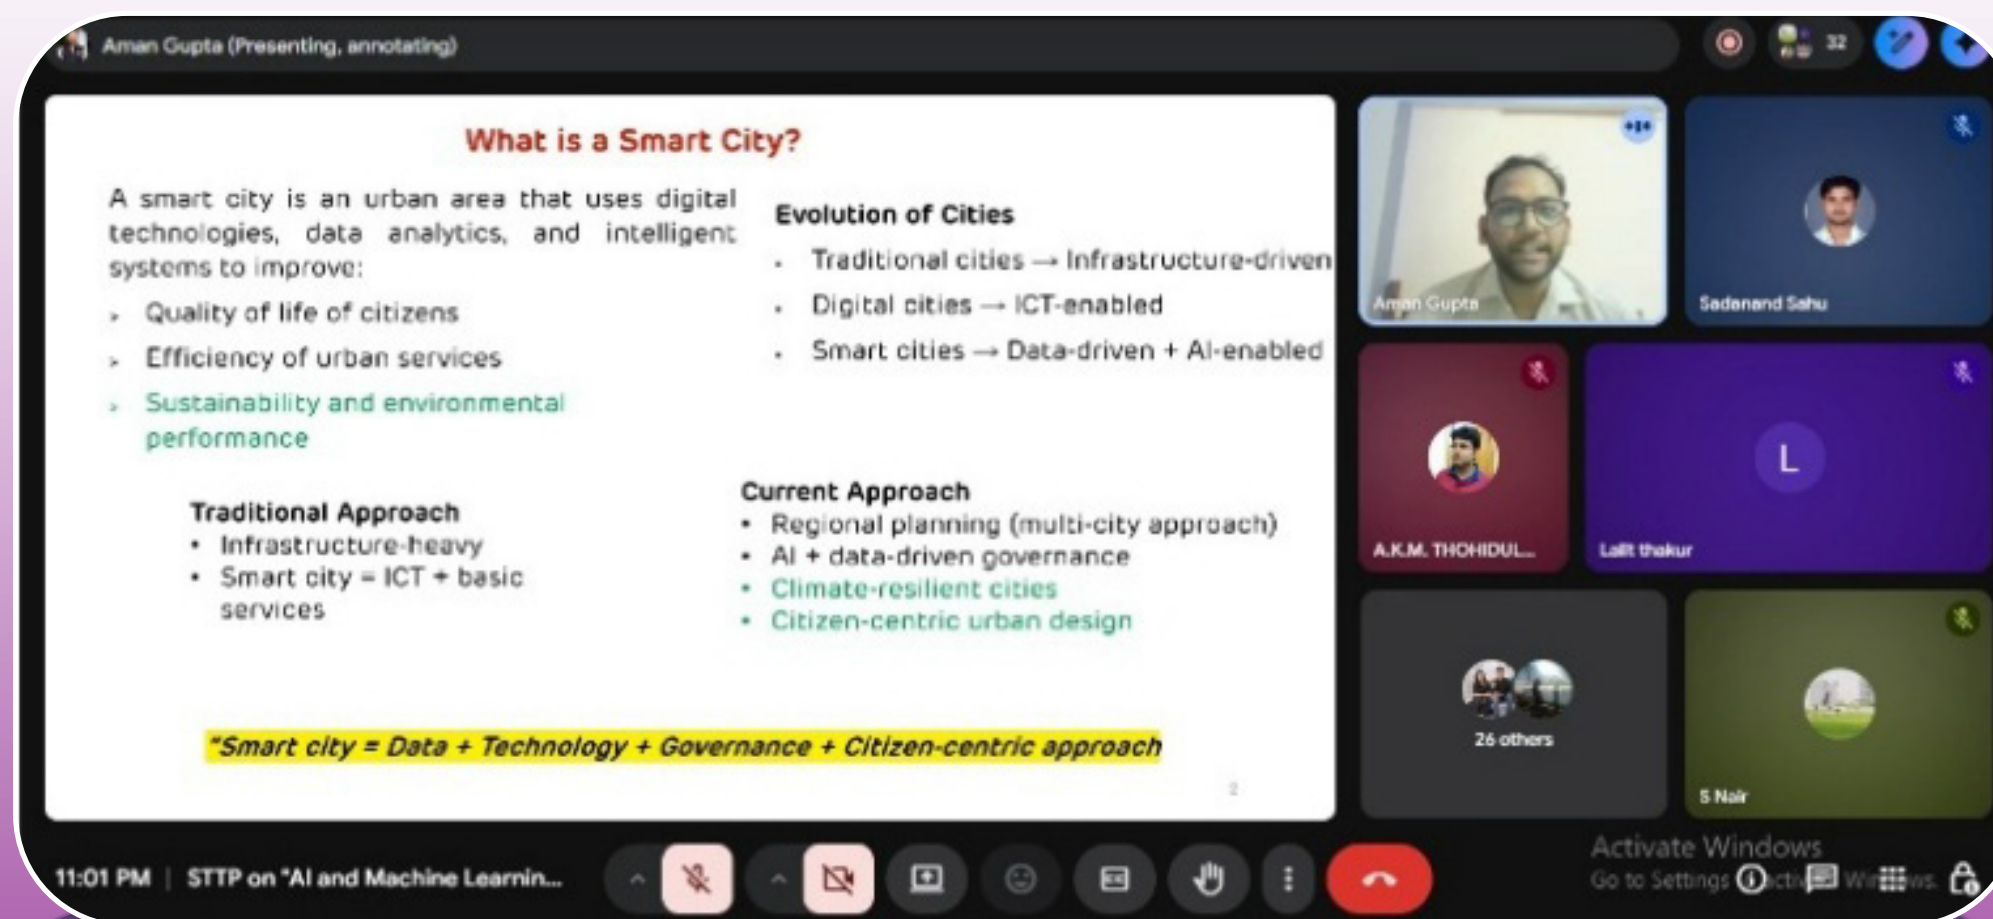 Aman Gupta (Presenting, annotating)
32
What is a Smart City?
A smart city is an urban area that uses digital
technologies, data analytics, and intelligent
systems to improve:
Quality of life of citizens
Efficiency of urban services
Sustainability and environmental
performance
Evolution of Cities
Traditional cities → Infrastructure-driven
Digital cities → ICT-enabled
Smart cities → Data-driven + AI-enabled
Traditional Approach
• Infrastructure-heavy
• Smart city = ICT + basic
services
Current Approach
• Regional planning (multi-city approach)
• AI + data-driven governance
• Climate-resilient cities
• Citizen-centric urban design
"Smart city = Data + Technology + Governance + Citizen-centric approach
2
Aman Gupta
Sadanand Sahu
A.K.M. THOHIDUL...
Lalit thakur
L
26 others
S Nair
Activate Windows
Go to Settings
11:01 PM | STTP on "AI and Machine Learnin...